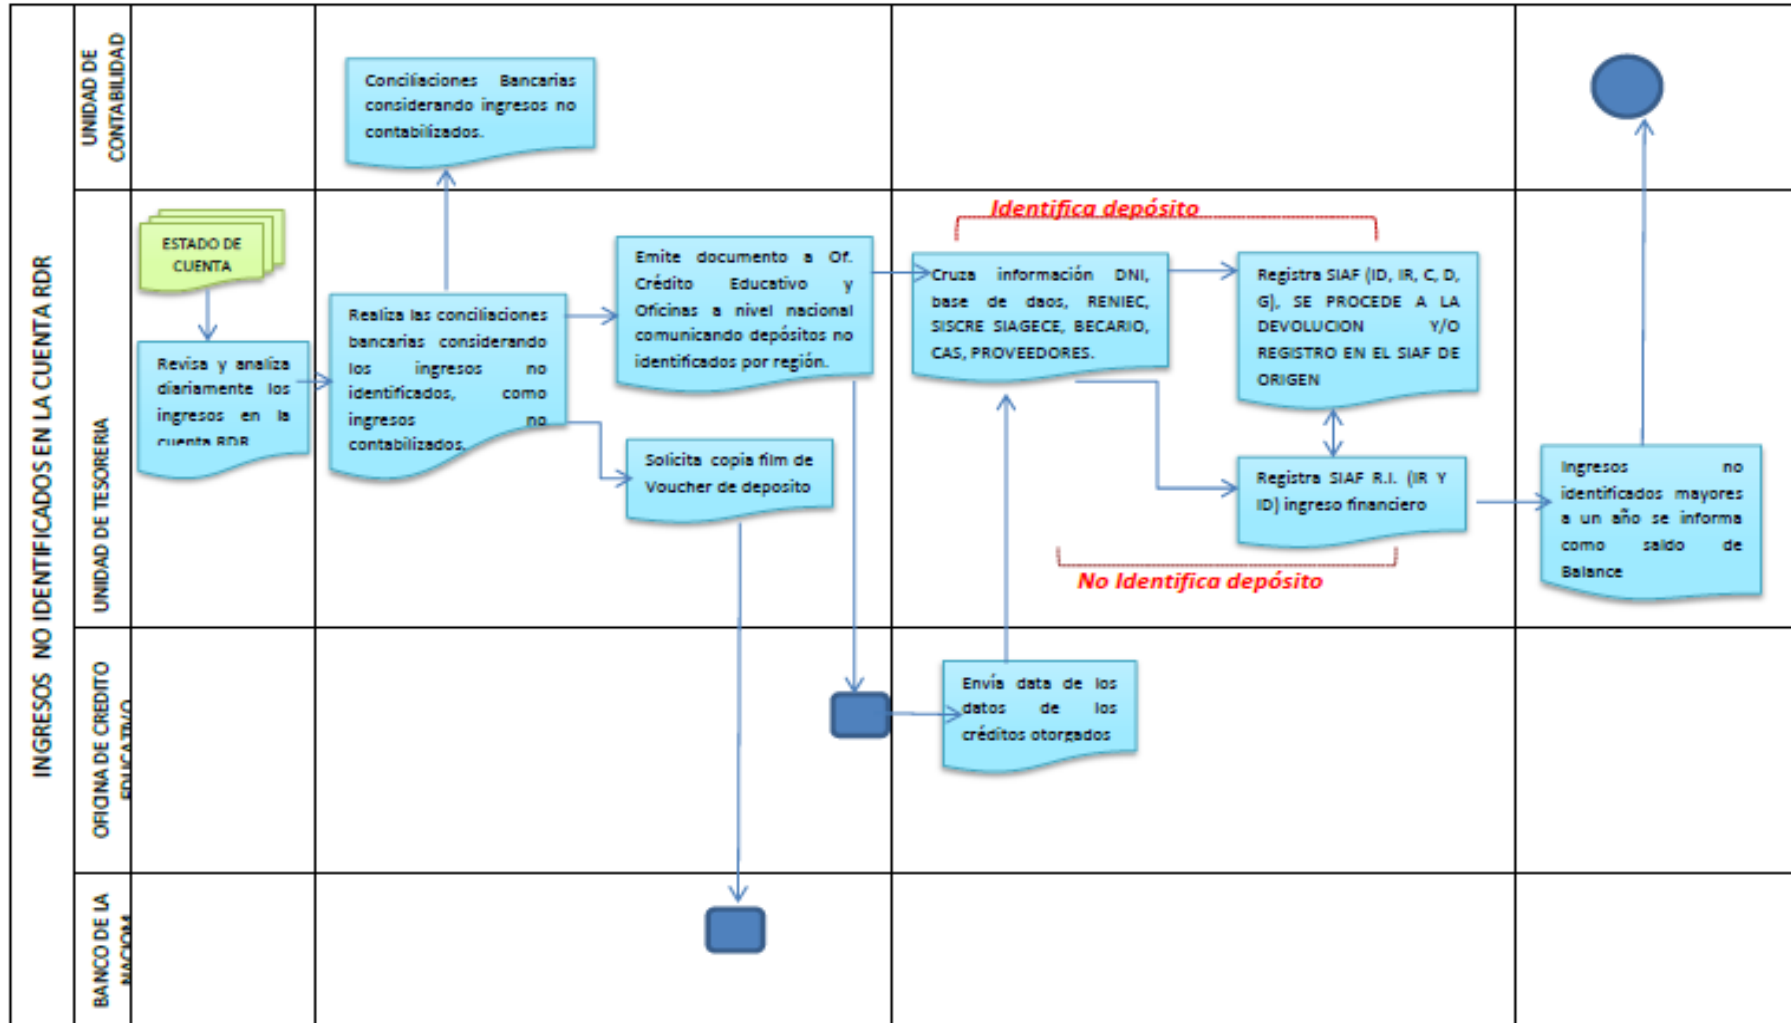 INGRESOS NO IDENTIFICADOS EN LA CUENTA RDR
UNIDAD DE
CONTABILIDAD
Conciliaciones Bancarias
considerando ingresos no
contabilizados.
UNIDAD DE TESORERIA
ESTADO DE
CUENTA
Revisa y analiza
diariamente los
ingresos en la
cuenta RDR
Realiza las conciliaciones
bancarias considerando
los ingresos no
identificados, como
ingresos no
contabilizados.
Emite documento a Of.
Crédito Educativo y
Oficinas a nivel nacional
comunicando depósitos no
identificados por región.
Solicita copia film de
Voucher de deposito
Identifica depósito
Cruza información DNI,
base de daos, RENIEC,
SISCRE SIAGECE, BECARIO,
CAS, PROVEEDORES.
Registra SIAF (ID, IR, C, D,
G), SE PROCEDE A LA
DEVOLUCION Y/O
REGISTRO EN EL SIAF DE
ORIGEN
Registra SIAF R.I. (IR Y
ID) ingreso financiero
No Identifica depósito
Ingresos no
identificados mayores
a un año se informa
como saldo de
Balance
OFICINA DE CREDITO
EDUCATIVO
Envía data de los
datos de los
créditos otorgados
BANCO DE LA
NACION